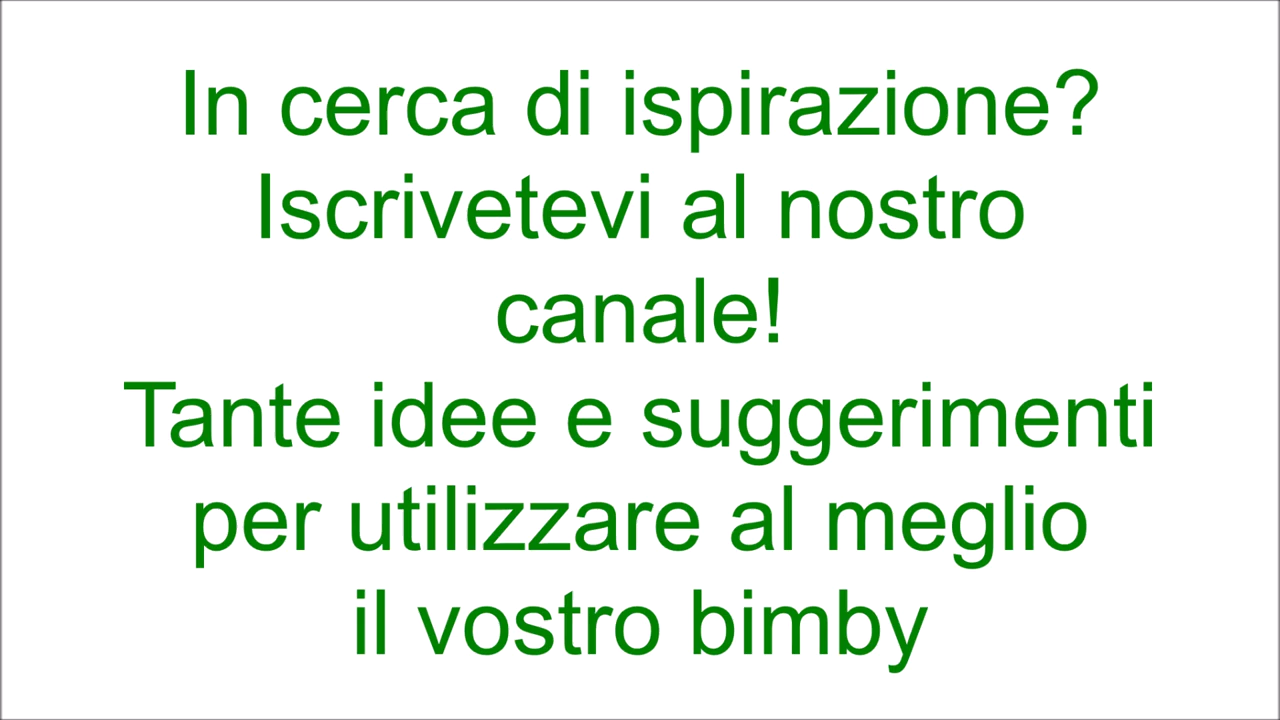 In cerca di ispirazione?
Iscrivetevi al nostro
canale!
Tante idee e suggerimenti
per utilizzare al meglio
il vostro bimby